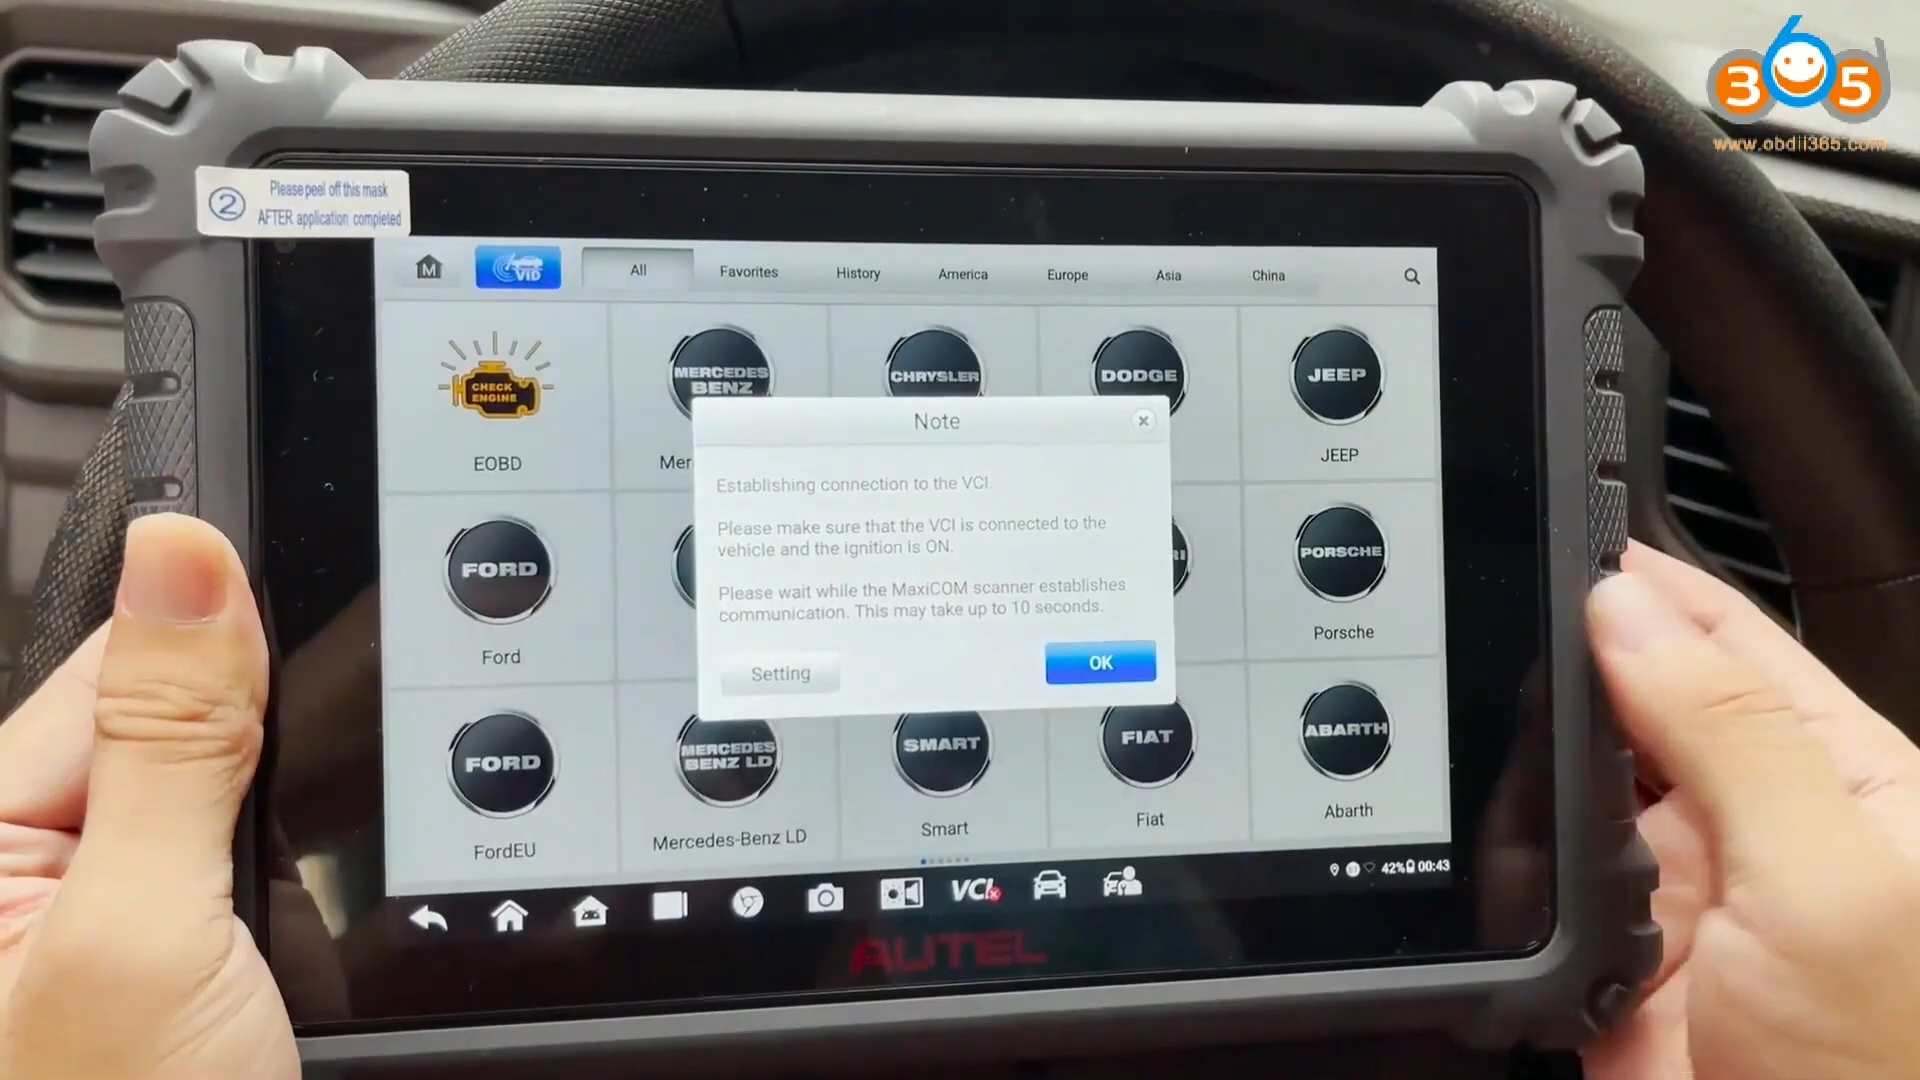 365
www.obdii365.com
2
Please peel off this mask
AFTER application completed
M
VID
All
Favorites
History
America
Europe
Asia
China
CHECK
ENGINE
MERCEDES
BENZ
CHRYSLER
DODGE
JEEP
EOBD
Mer
JEEP
Note
Establishing connection to the VCI.
Please make sure that the VCI is connected to the
vehicle and the ignition is ON.
Please wait while the MaxiCOM scanner establishes
communication. This may take up to 10 seconds.
Setting
OK
FORD
RI
PORSCHE
Ford
Porsche
FORD
MERCEDES
BENZ LD
SMART
FIAT
ABARTH
FordEU
Mercedes-Benz LD
Smart
Fiat
Abarth
VCI
42% 00:43
AUTEL